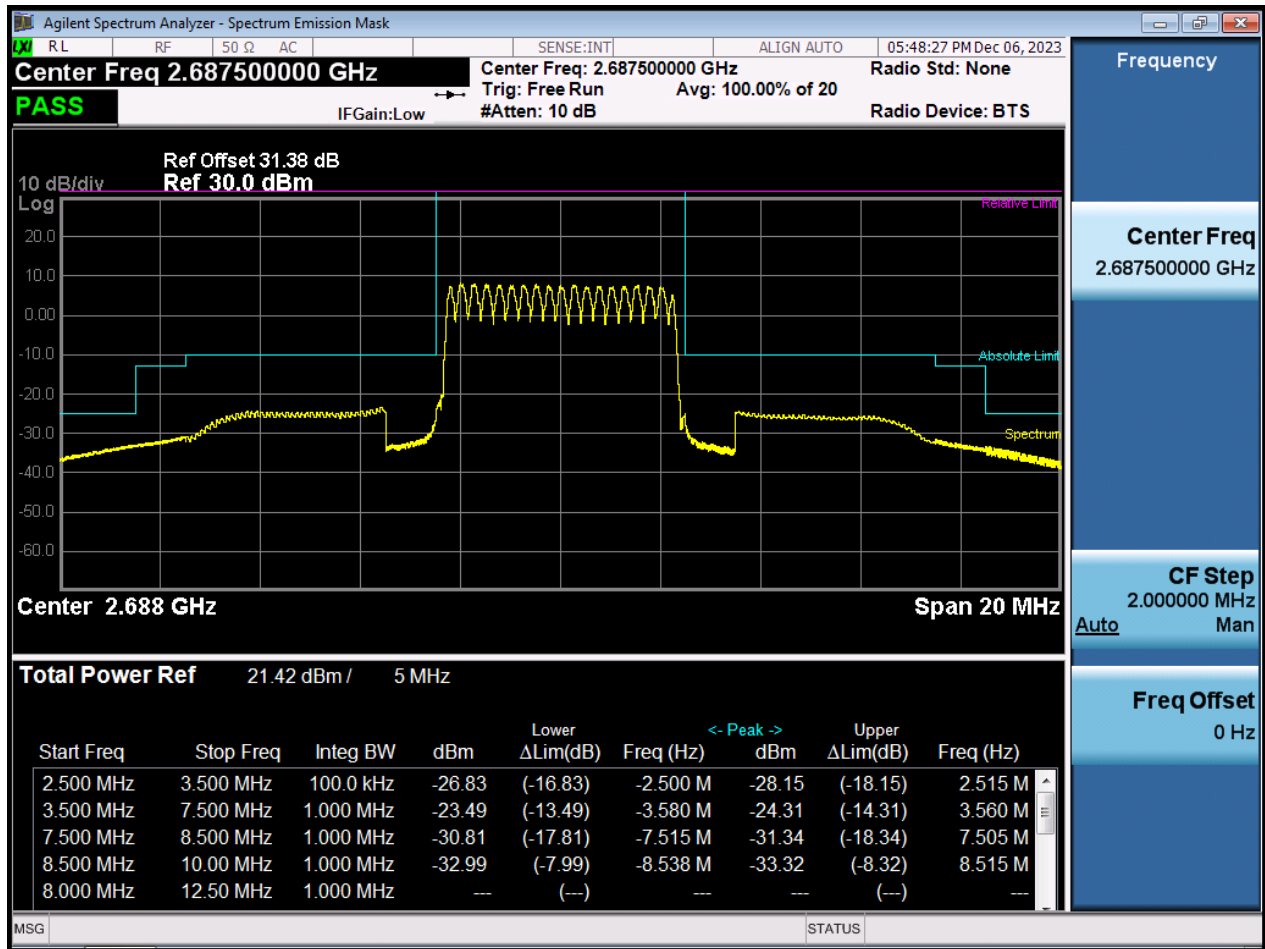 Agilent Spectrum Analyzer - Spectrum Emission Mask
LXI RL RF 50 Ω AC SENSE:INT ALIGN AUTO 05:48:27 PM Dec 06, 2023
Center Freq 2.687500000 GHz
PASS
IFGain:Low
Center Freq: 2.687500000 GHz
Trig: Free Run Avg: 100.00% of 20
#Atten: 10 dB
Radio Std: None
Radio Device: BTS
Ref Offset 31.38 dB
10 dB/div Ref 30.0 dBm
Log
Relative Limit
20.0
10.0
0.00
-10.0
Absolute Limit
-20.0
-30.0
Spectrum
-40.0
-50.0
-60.0
Center 2.688 GHz Span 20 MHz
Total Power Ref 21.42 dBm / 5 MHz
Lower <- Peak -> Upper
Start Freq Stop Freq Integ BW dBm ΔLim(dB) Freq (Hz) dBm ΔLim(dB) Freq (Hz)
2.500 MHz 3.500 MHz 100.0 kHz -26.83 (-16.83) -2.500 M -28.15 (-18.15) 2.515 M
3.500 MHz 7.500 MHz 1.000 MHz -23.49 (-13.49) -3.580 M -24.31 (-14.31) 3.560 M
7.500 MHz 8.500 MHz 1.000 MHz -30.81 (-17.81) -7.515 M -31.34 (-18.34) 7.505 M
8.500 MHz 10.00 MHz 1.000 MHz -32.99 (-7.99) -8.538 M -33.32 (-8.32) 8.515 M
8.000 MHz 12.50 MHz 1.000 MHz --- (---) --- --- (---) ---
MSG STATUS
Frequency
Center Freq
2.687500000 GHz
CF Step
2.000000 MHz
Auto Man
Freq Offset
0 Hz